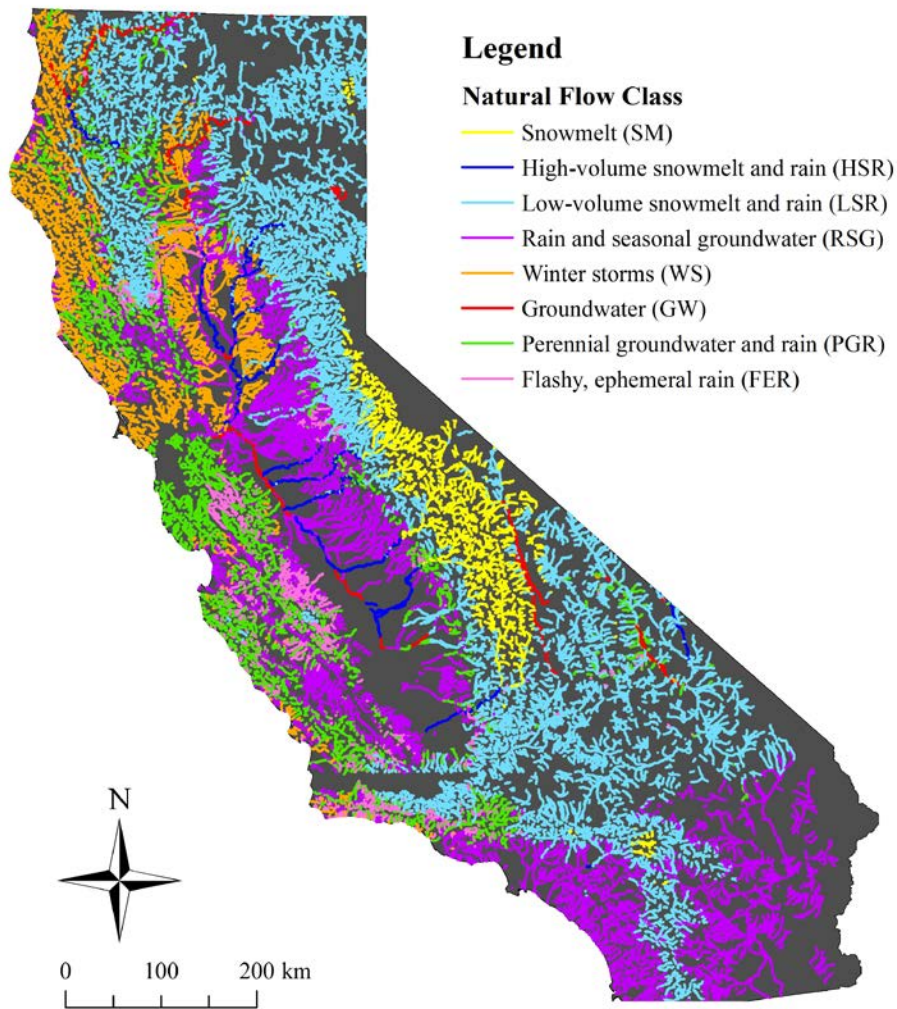 Legend
Natural Flow Class
Snowmelt (SM)
High-volume snowmelt and rain (HSR)
Low-volume snowmelt and rain (LSR)
Rain and seasonal groundwater (RSG)
Winter storms (WS)
Groundwater (GW)
Perennial groundwater and rain (PGR)
Flashy, ephemeral rain (FER)
N
0 100 200 km